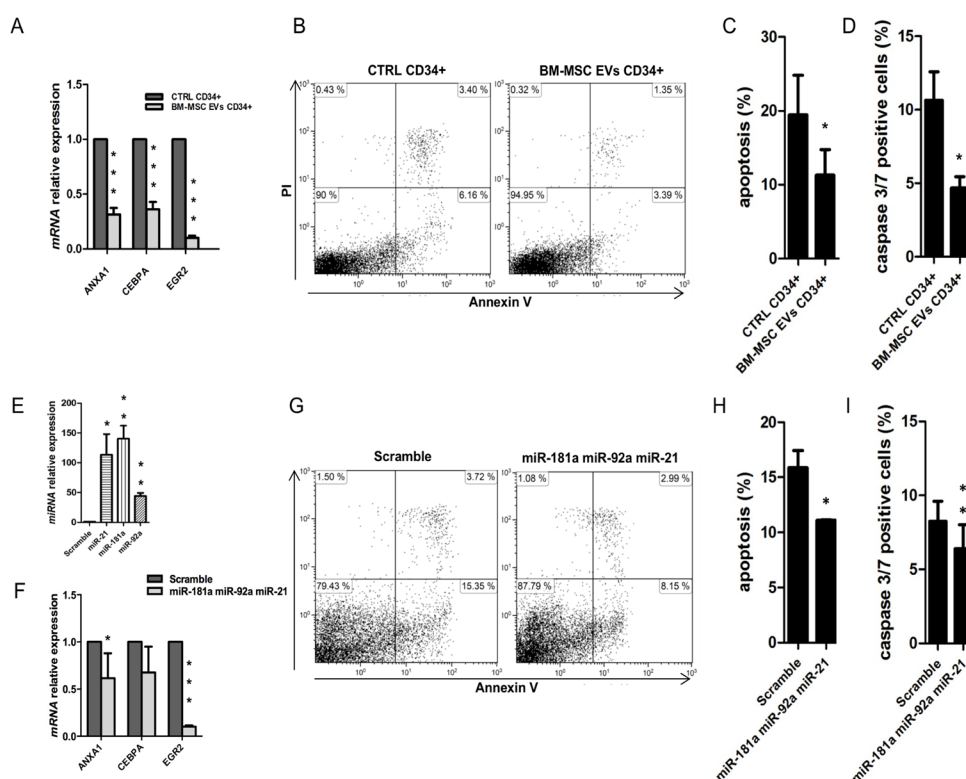 A
CTRL CD34+
BM-MSC EVs CD34+
mRNA relative expression
1.0
0.5
0.0
* * *
* * *
* * *
ANXA1
CEBPA
EGR2
B
CTRL CD34+
BM-MSC EVs CD34+
0.43 %
3.40 %
0.32 %
1.35 %
90 %
6.16 %
94.95 %
3.39 %
PI
Annexin V
C
apoptosis (%)
30
20
10
0
*
CTRL CD34+
BM-MSC EVs CD34+
D
caspase 3/7 positive cells (%)
15
10
5
0
*
CTRL CD34+
BM-MSC EVs CD34+
E
miRNA relative expression
200
150
100
50
0
*
* *
* *
Scramble
miR-21
miR-181a
miR-92a
F
Scramble
miR-181a miR-92a miR-21
mRNA relative expression
1.0
0.5
0.0
*
* * *
ANXA1
CEBPA
EGR2
G
Scramble
miR-181a miR-92a miR-21
1.50 %
3.72 %
1.08 %
2.99 %
79.43 %
15.35 %
87.79 %
8.15 %
Annexin V
H
apoptosis (%)
20
15
10
5
0
*
Scramble
miR-181a miR-92a miR-21
I
caspase 3/7 positive cells (%)
15
10
5
0
* *
Scramble
miR-181a miR-92a miR-21